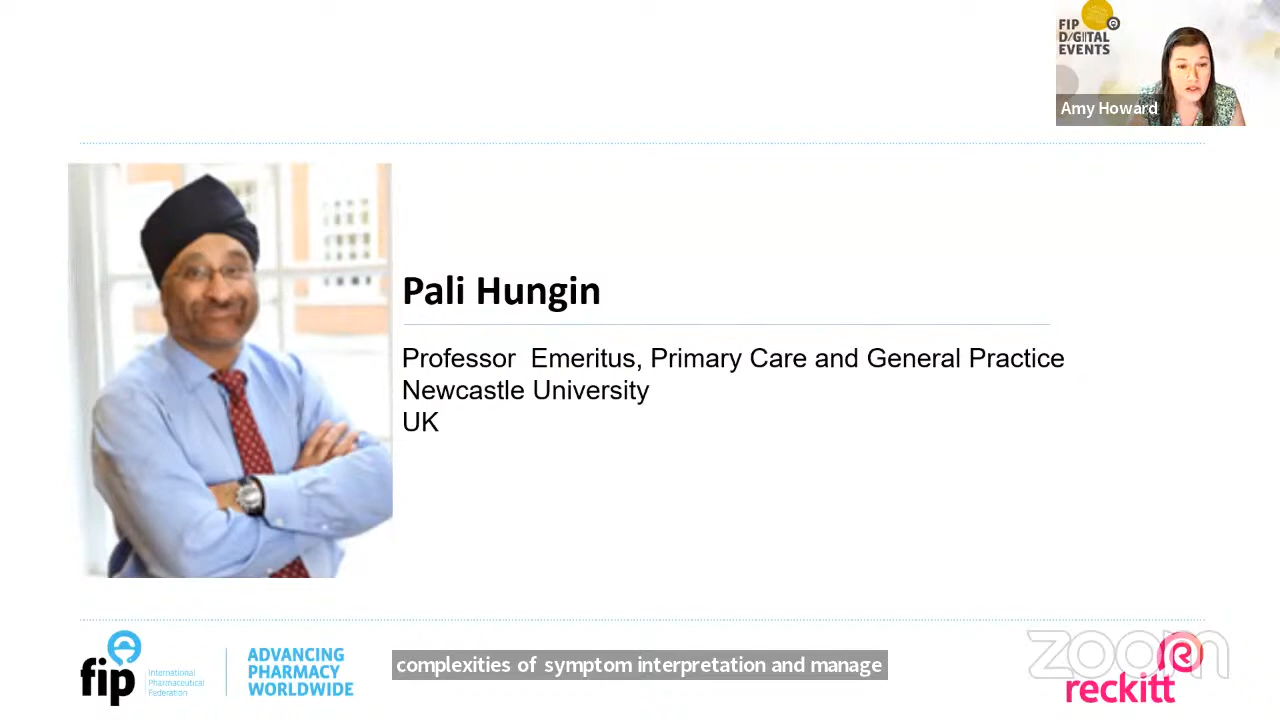 FIP
DIGITAL
EVENTS
Amy Howard
Pali Hungin
Professor  Emeritus, Primary Care and General Practice
Newcastle University
UK
fip
International
Pharmaceutical
Federation
ADVANCING
PHARMACY
WORLDWIDE
complexities of symptom interpretation and manage
zoom
reckitt